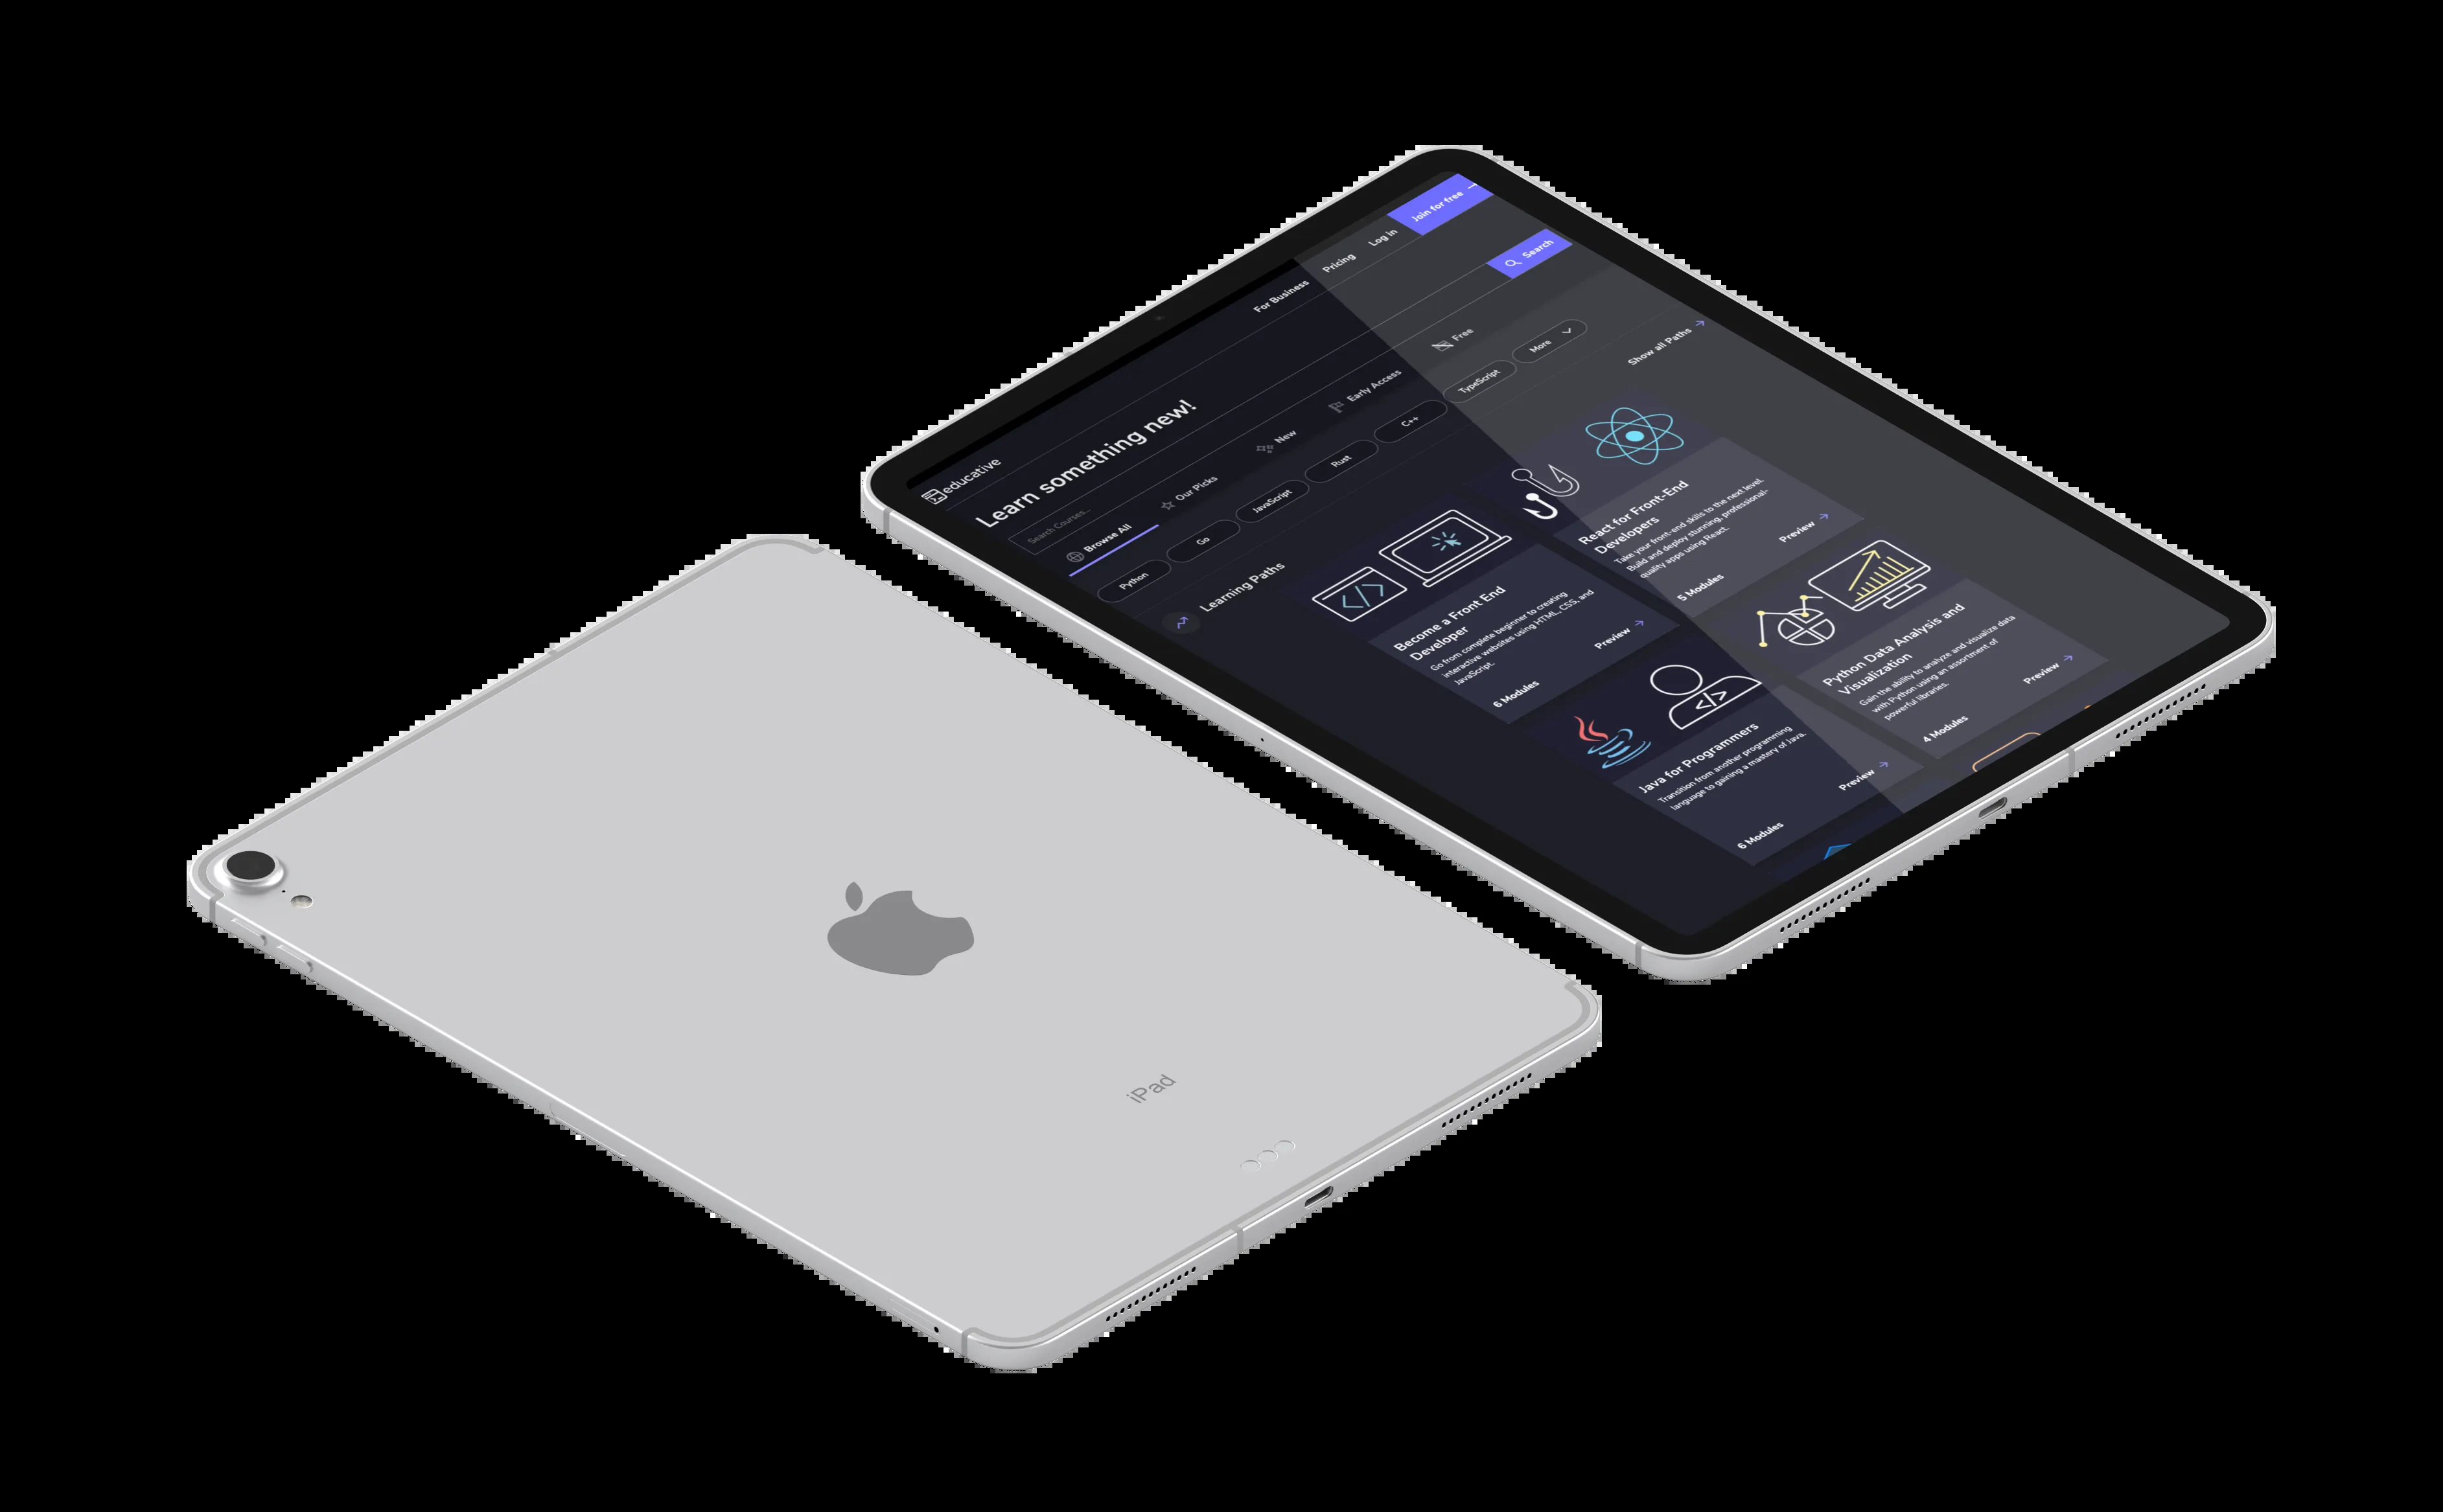 educative
For Business
Pricing
Log in
Join for free
Learn something new!
Search Courses...
Search
Browse All
Our Picks
New
Early Access
Free
Python
Go
JavaScript
Rust
C++
TypeScript
More
Learning Paths
Show all Paths
</>
Become a Front End
Developer
Go from complete beginner to creating
interactive websites using HTML, CSS, and
JavaScript.
6 Modules
Preview
React for Front-End
Developers
Take your front-end skills to the next level.
Build and deploy stunning, professional-
quality apps using React.
5 Modules
Preview
</>
Java for Programmers
Transition from another programming
language to gaining a mastery of Java.
6 Modules
Preview
Python Data Analysis and
Visualization
Gain the ability to analyze and visualize data
with Python using an assortment of
powerful libraries.
4 Modules
Preview
iPad